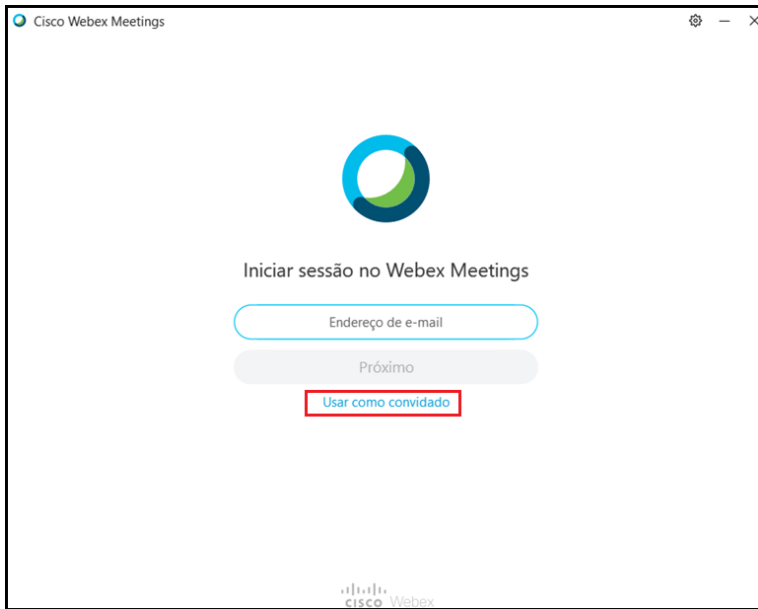 Cisco Webex Meetings
Iniciar sessão no Webex Meetings
Endereço de e-mail
Próximo
Usar como convidado
cisco Webex